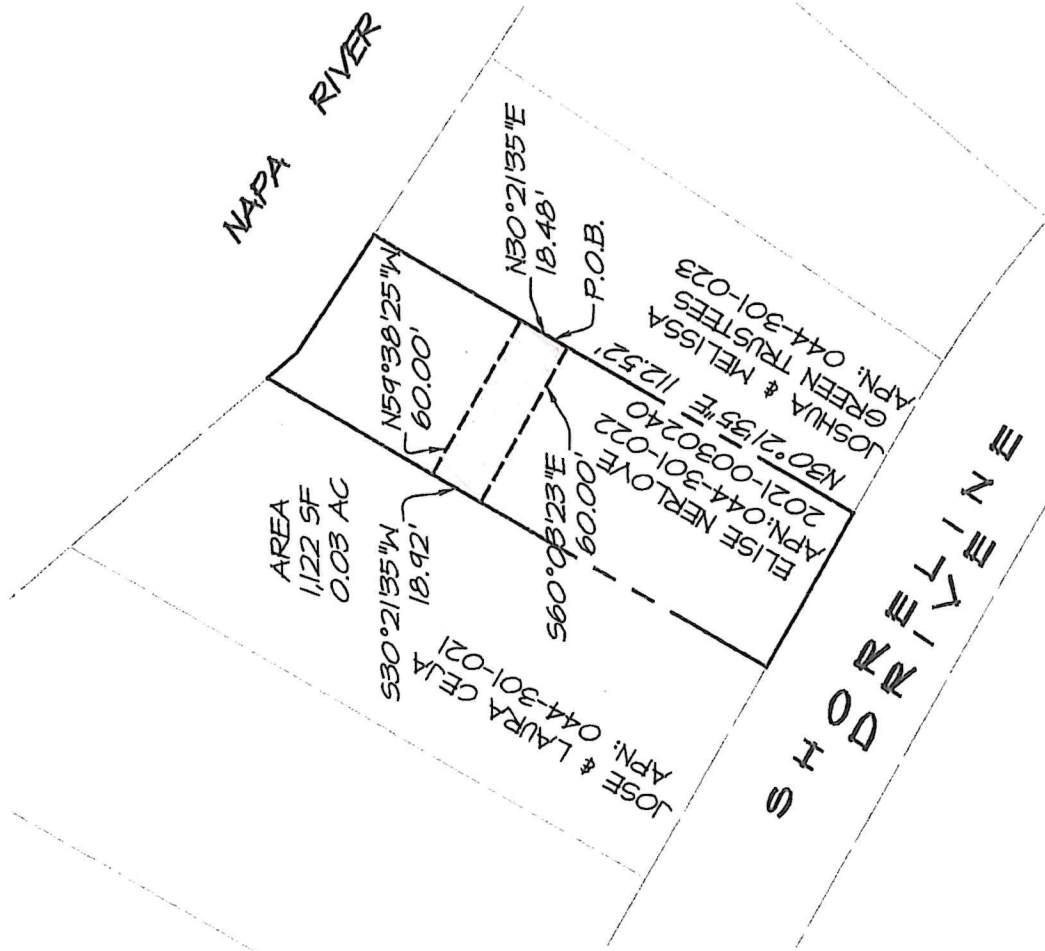 NAPA RIVER
N30°21'35"E
18.48'
P.O.B.
N59°38'25"W
60.00'
AREA
1,122 SF
0.03 AC
S30°21'35"W
18.92'
S60°03'23"E
60.00'
JOSHUA & MELISSA
GREEN TRUSTEES
APN: 044-301-023
N30°21'35"E 112.52'
ELISE NERLOVE
APN:044-301-022
2021-0030240
JOSE & LAURA CEJA
APN: 044-301-021
SHORELINE
DRIVE